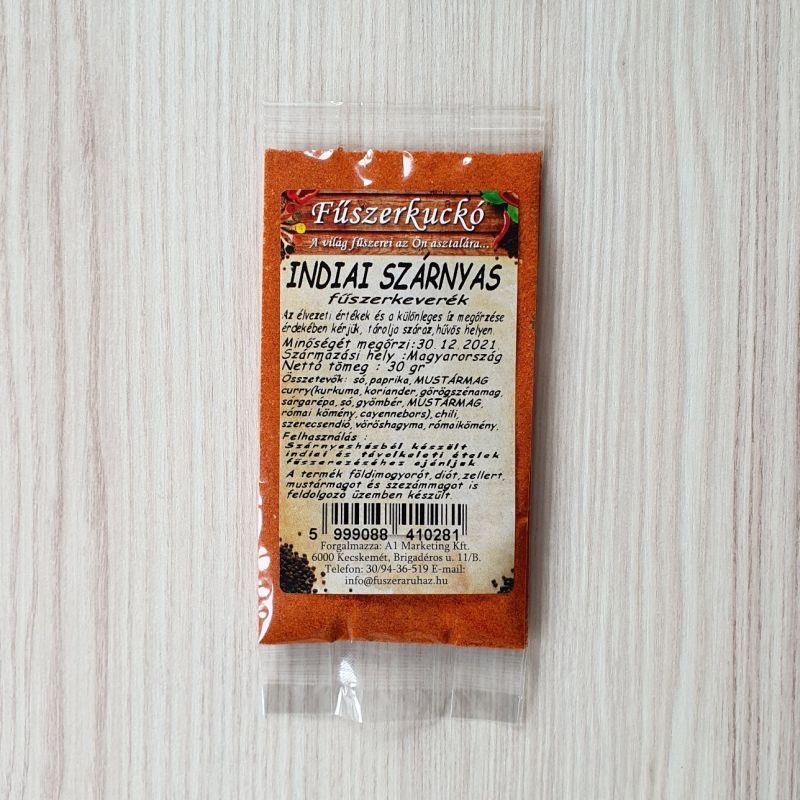 Fűszerkuckó
A világ fűszerei az Ön asztalára...
INDIAI SZÁRNYAS
fűszerkeverék
Az élvezeti értékek és a különleges íz megőrzése
érdekében kérjük, tárolja száraz,hűvös helyen.
Minőségét megőrzi:30.12.2021.
Származási hely :Magyarország
Nettó tömeg : 30 gr
Összetevők: só,paprika,MUSTÁRMAG
curry(kurkuma,koriander,görögszénamag,
sárgarépa,só,gyömbér,MUSTÁRMAG,
római kömény,cayennebors),chili,
szerecsendió,vöröshagyma,rómaikömény.
Felhasználás :
Szárnyashásból készült
indiai és távolkeleti ételek
fűszerezéséhez ajánljak
A termék földimogyorót,diót,zellert,
mustármagot és szezámmagot is
feldolgozó üzemben készült.
5 999088 410281
Forgalmazza: A1 Marketing Kft.
6000 Kecskemét, Brigadéros u. 11/B.
Telefon: 30/94-36-519 E-mail:
info@fuszeraruhaz.hu